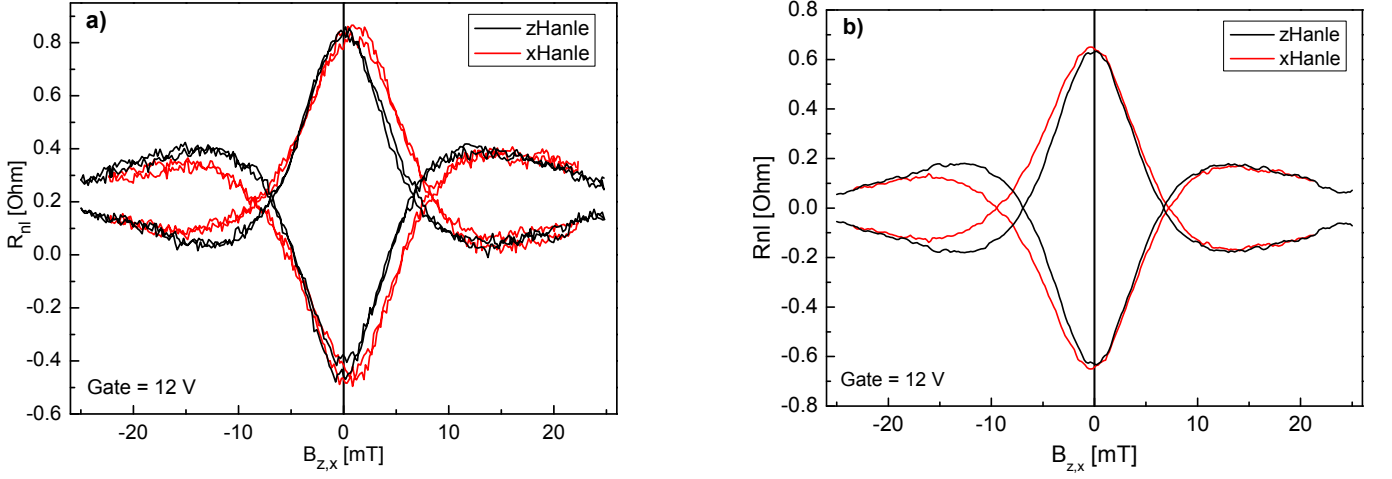 a)
zHanle
xHanle
0.8
0.6
0.4
0.2
0.0
-0.2
-0.4
-0.6
R_nl [Ohm]
Gate = 12 V
-20
-10
0
10
20
B_z,x [mT]
b)
zHanle
xHanle
0.8
0.6
0.4
0.2
0.0
-0.2
-0.4
-0.6
-0.8
Rnl [Ohm]
Gate = 12 V
-20
-10
0
10
20
B_z,x [mT]